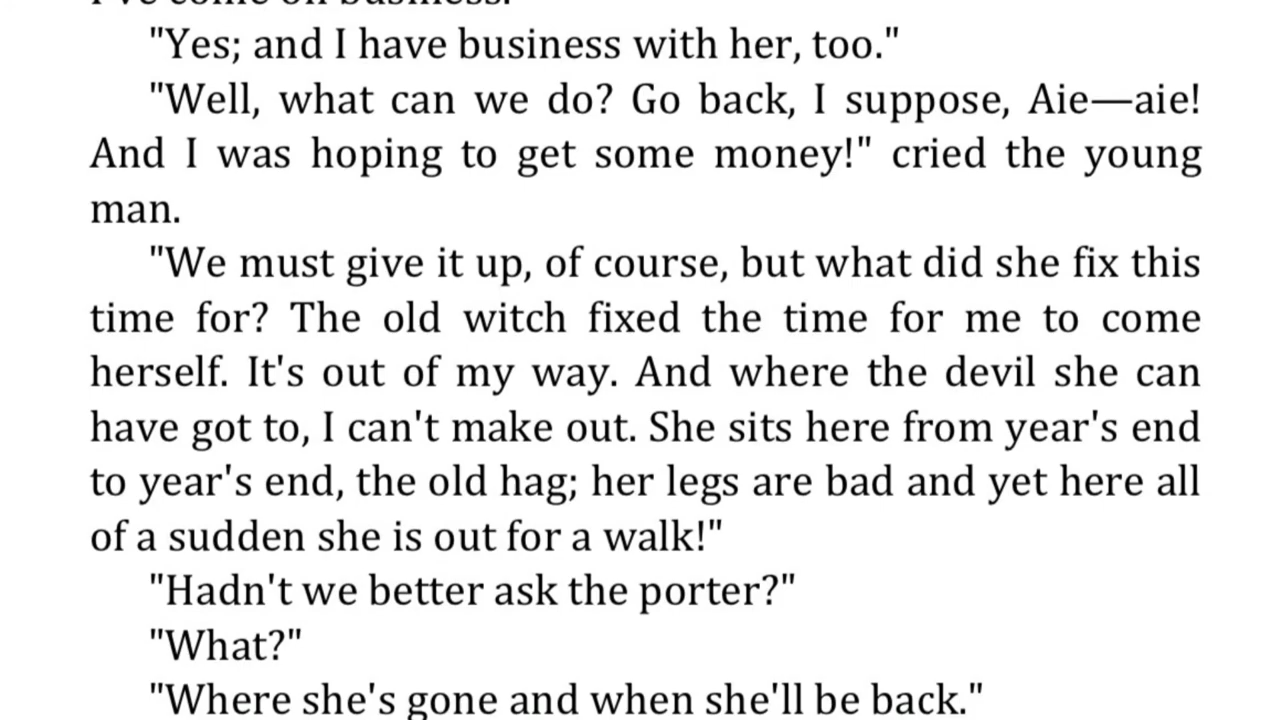 I've come on business.
"Yes; and I have business with her, too."
"Well, what can we do? Go back, I suppose, Aie—aie!
And I was hoping to get some money!" cried the young
man.
"We must give it up, of course, but what did she fix this
time for? The old witch fixed the time for me to come
herself. It's out of my way. And where the devil she can
have got to, I can't make out. She sits here from year's end
to year's end, the old hag; her legs are bad and yet here all
of a sudden she is out for a walk!"
"Hadn't we better ask the porter?"
"What?"
"Where she's gone and when she'll be back."